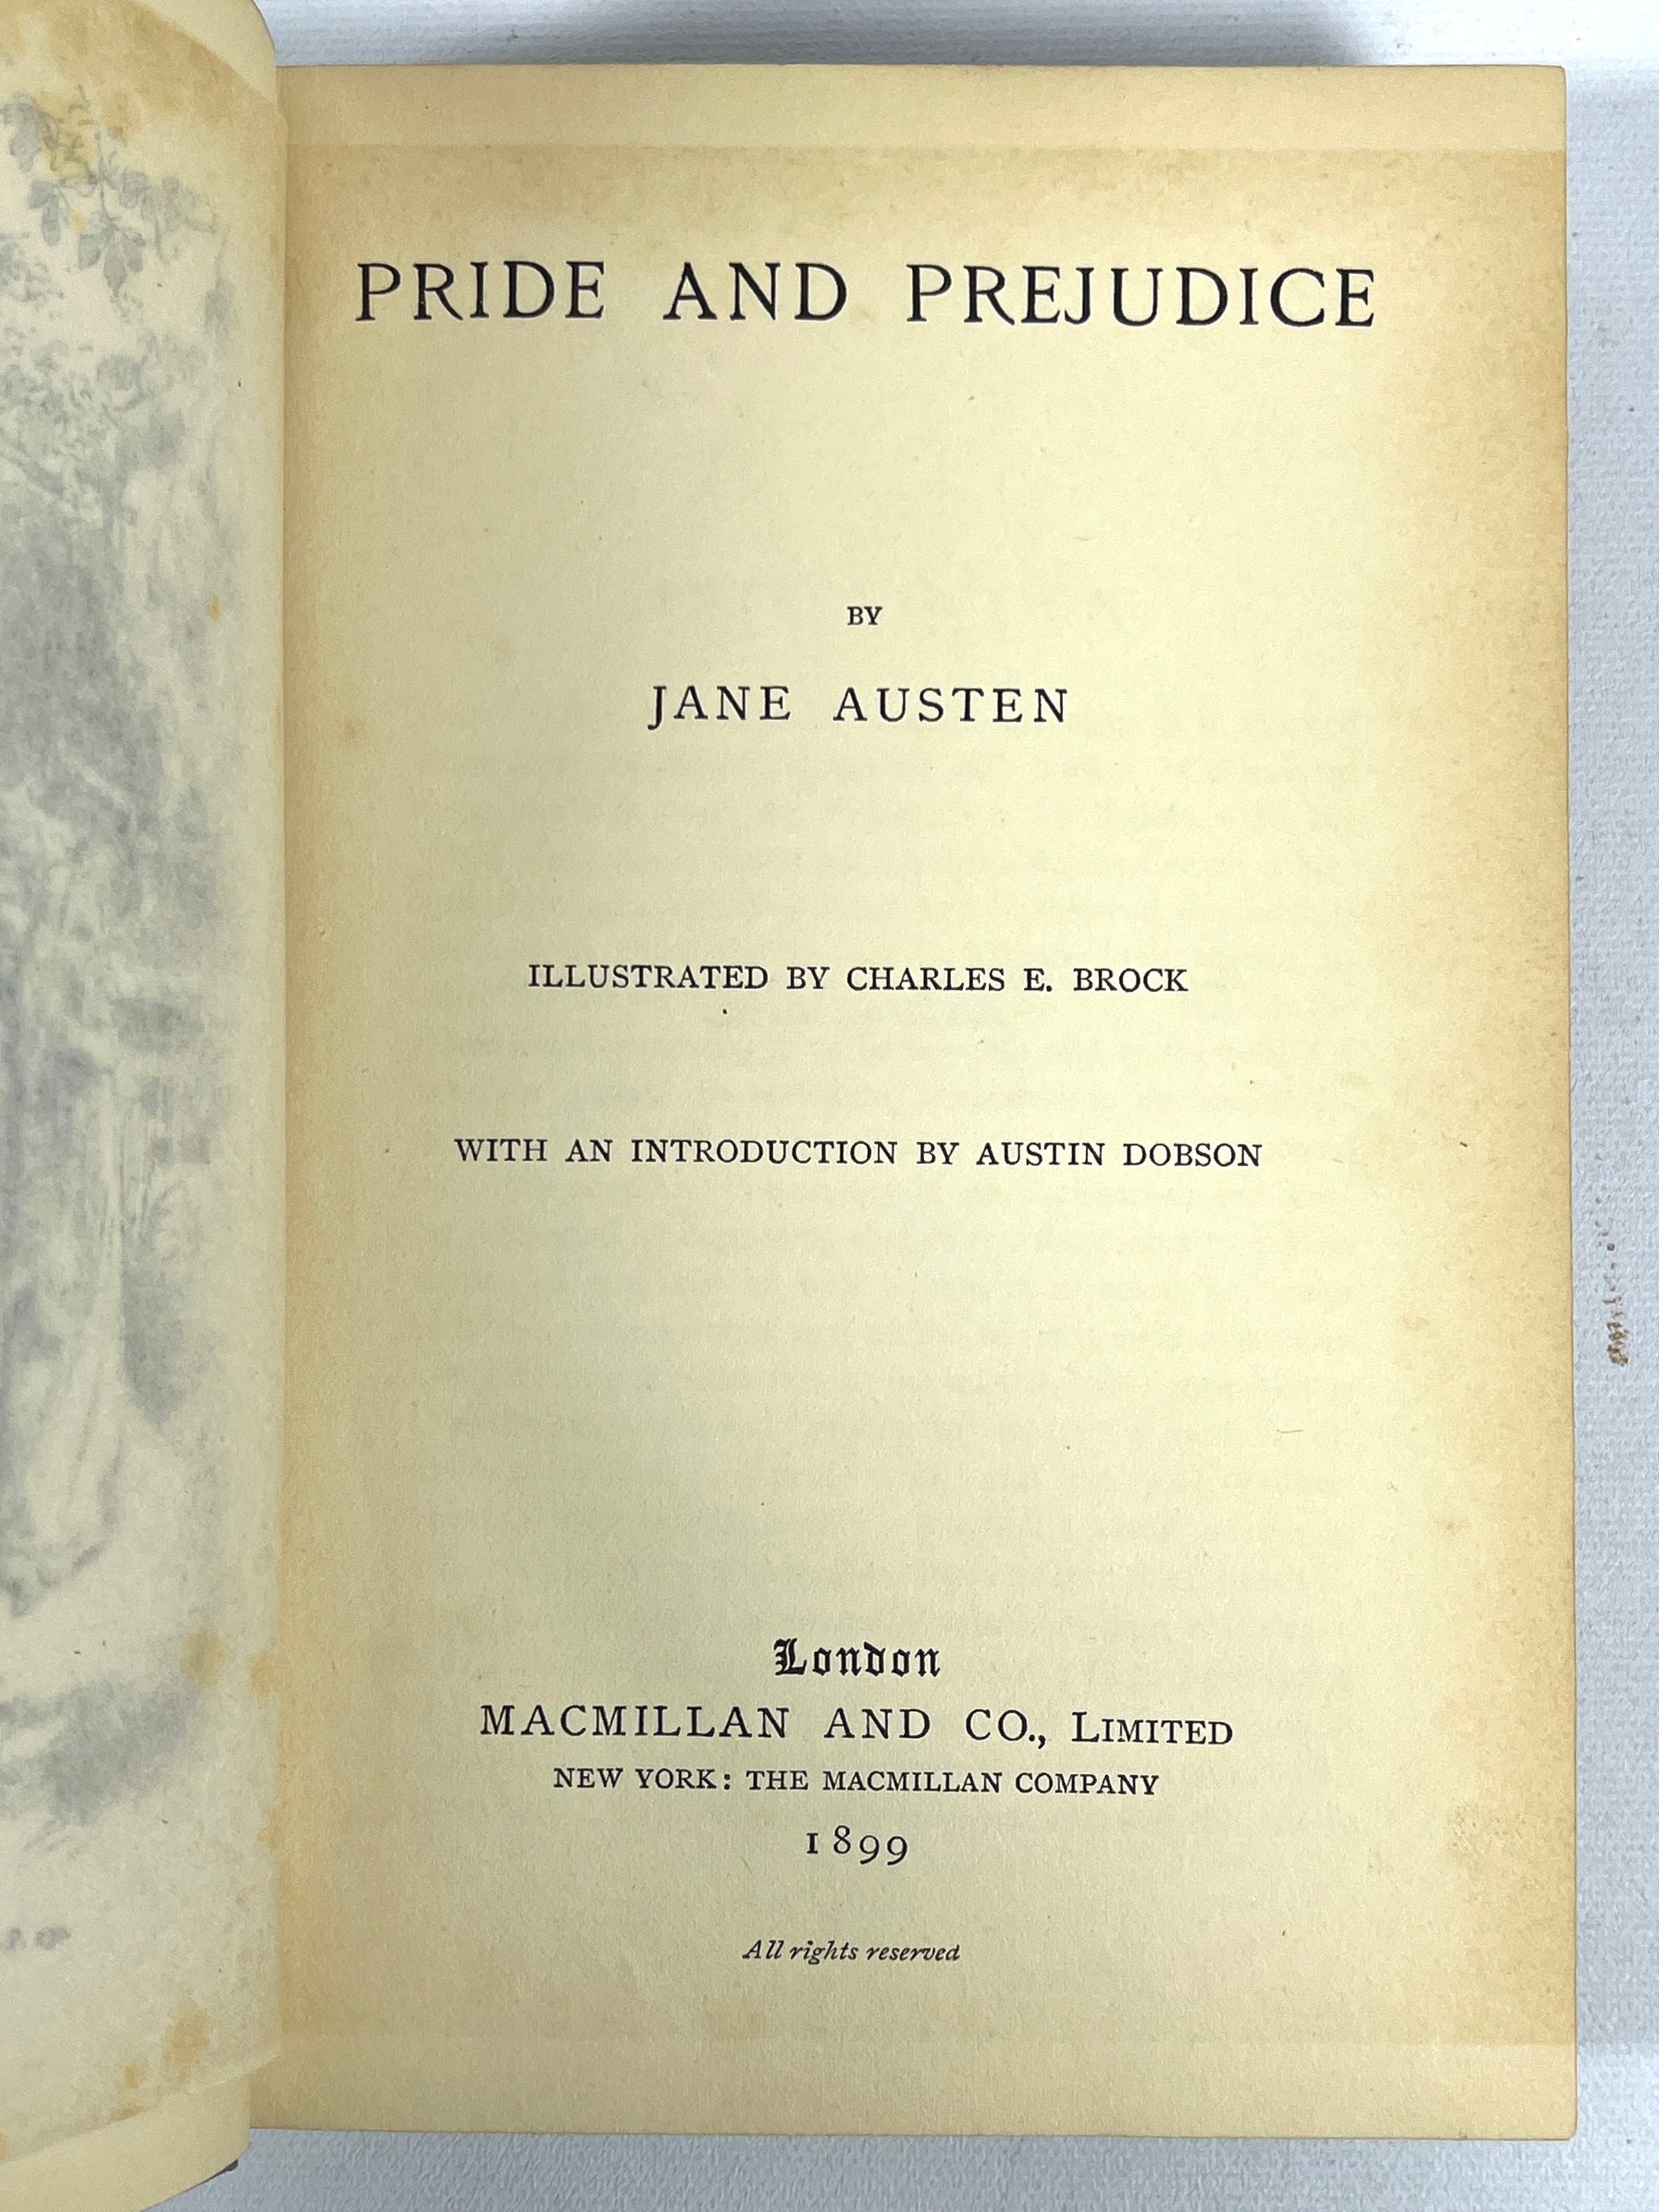 PRIDE AND PREJUDICE
BY
JANE AUSTEN
ILLUSTRATED BY CHARLES E. BROCK
WITH AN INTRODUCTION BY AUSTIN DOBSON
London
MACMILLAN AND CO., LIMITED
NEW YORK: THE MACMILLAN COMPANY
1899
All rights reserved